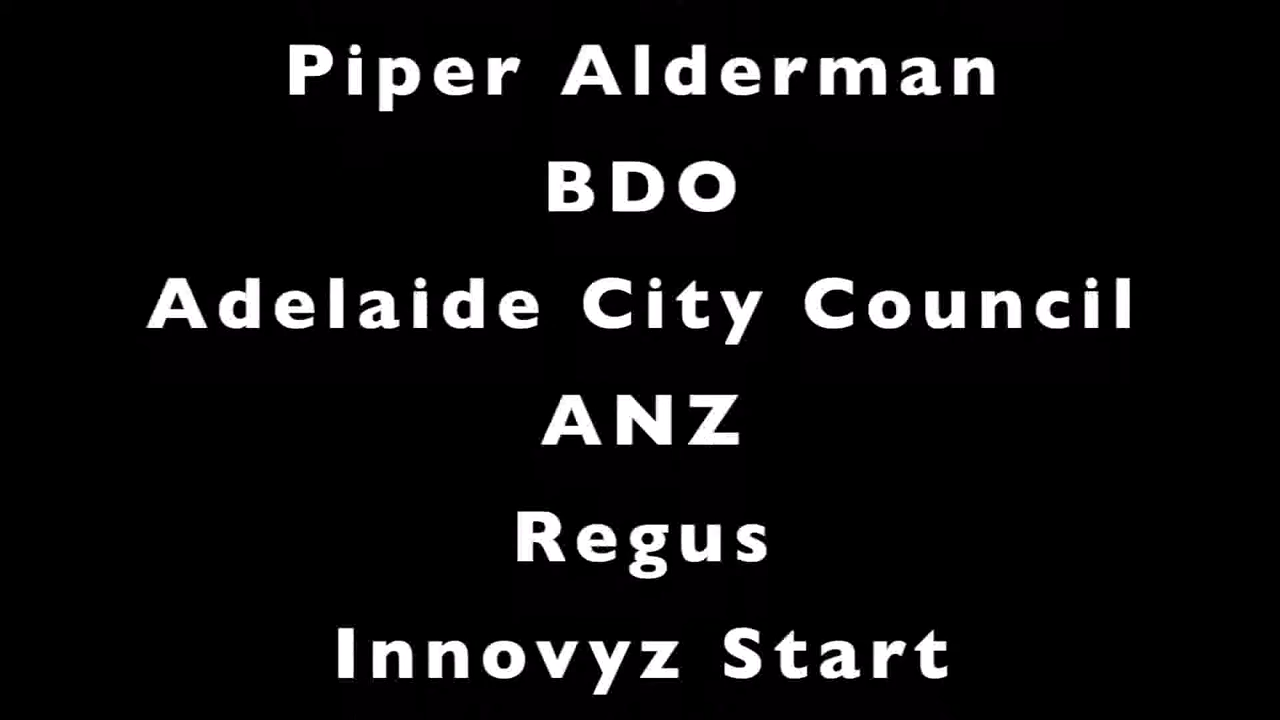 Piper Alderman
BDO
Adelaide City Council
ANZ
Regus
Innovyz Start